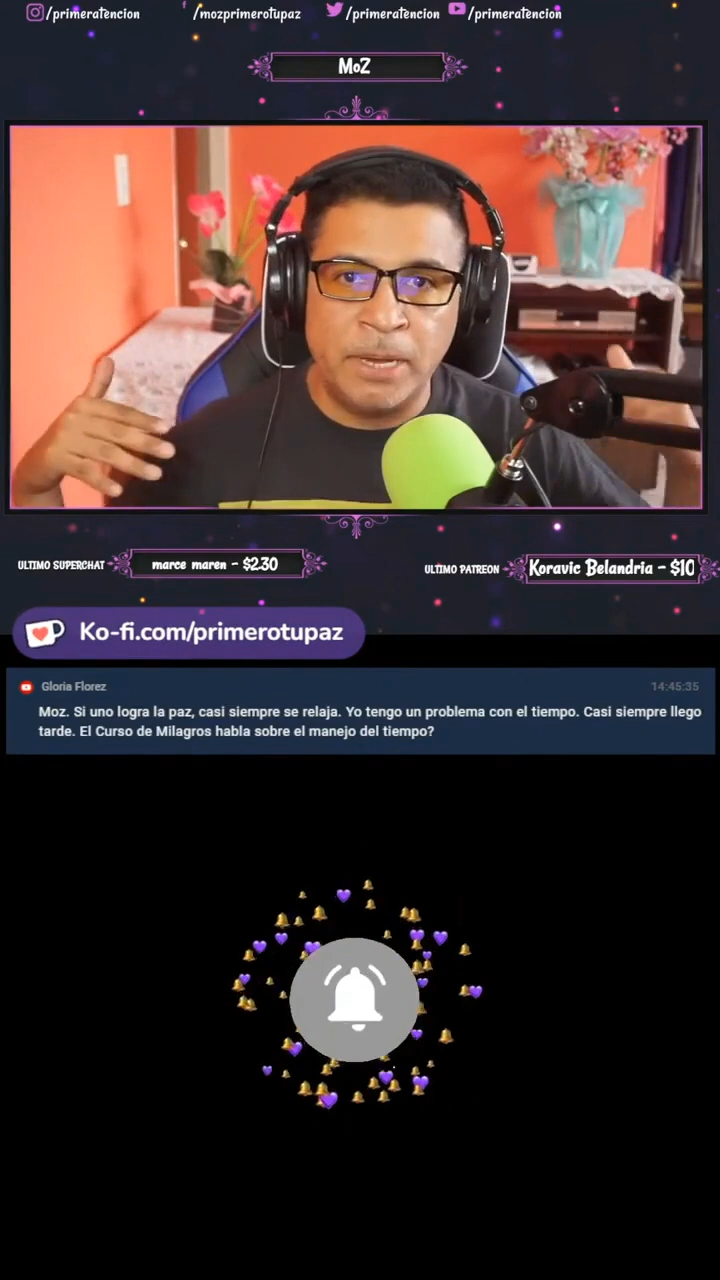 /primeratencion /mozprimerotupaz /primeratencion /primeratencion
MoZ
ULTIMO SUPERCHAT marce maren - $2.30 ULTIMO PATREON Koravic Belandria - $10
Ko-fi.com/primerotupaz
Gloria Florez 14:45:35
Moz. Si uno logra la paz, casi siempre se relaja. Yo tengo un problema con el tiempo. Casi siempre llego
tarde. El Curso de Milagros habla sobre el manejo del tiempo?